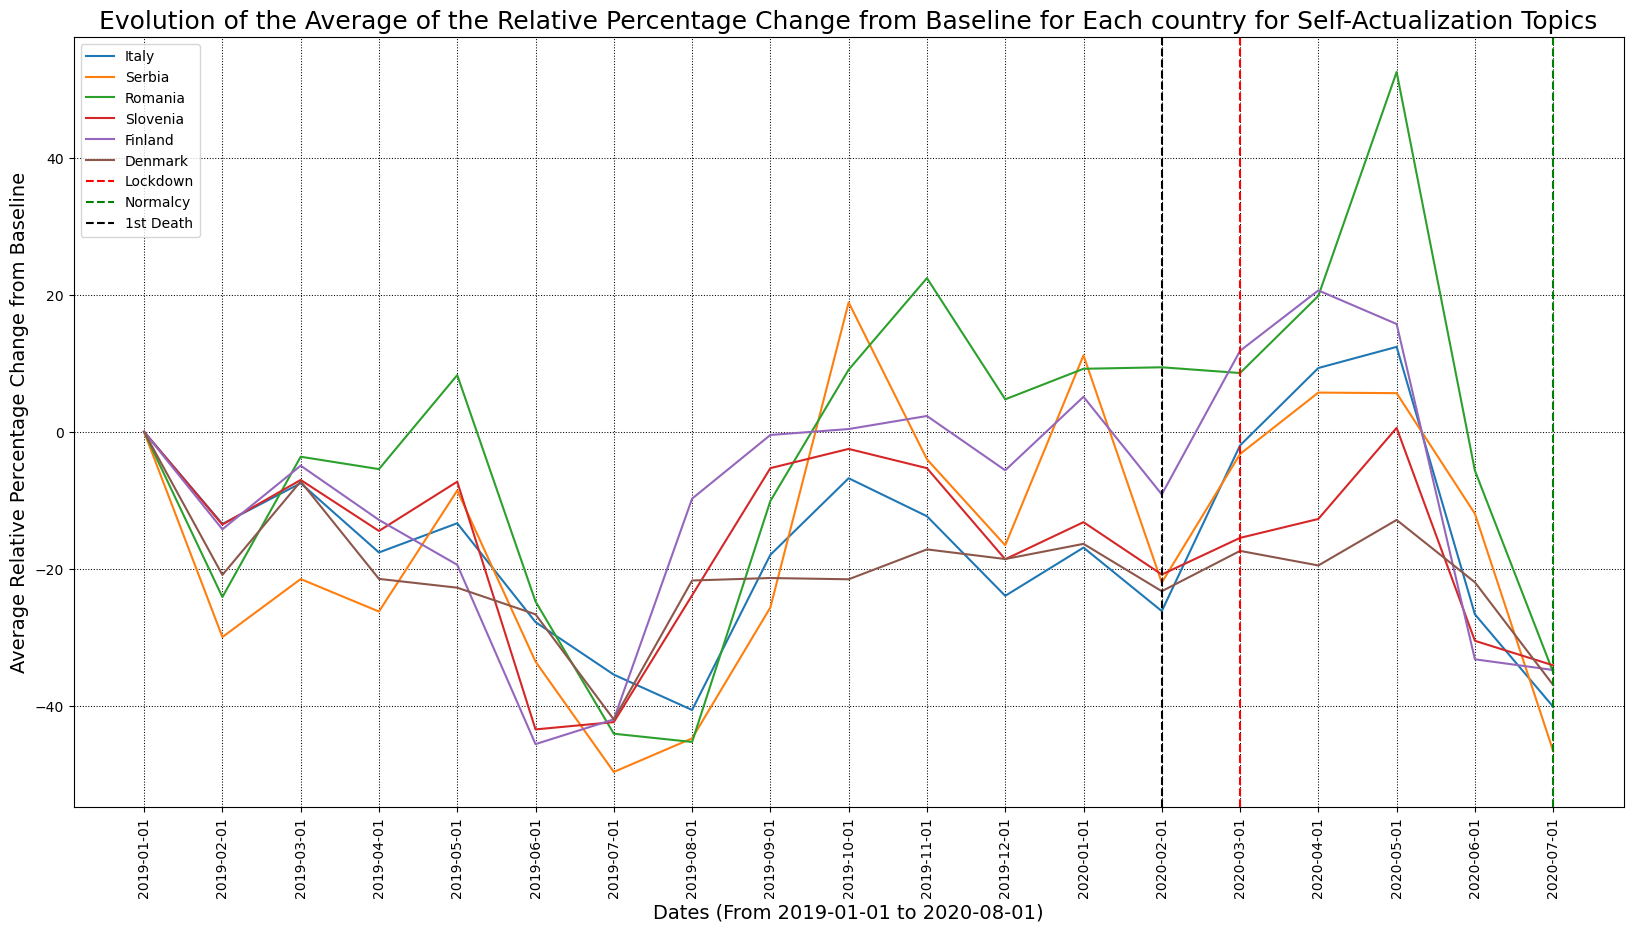 Evolution of the Average of the Relative Percentage Change from Baseline for Each country for Self-Actualization Topics
Italy
Serbia
Romania
Slovenia
Finland
Denmark
Lockdown
Normalcy
1st Death
Average Relative Percentage Change from Baseline
40
20
0
−20
−40
2019-01-01
2019-02-01
2019-03-01
2019-04-01
2019-05-01
2019-06-01
2019-07-01
2019-08-01
2019-09-01
2019-10-01
2019-11-01
2019-12-01
2020-01-01
2020-02-01
2020-03-01
2020-04-01
2020-05-01
2020-06-01
2020-07-01
Dates (From 2019-01-01 to 2020-08-01)